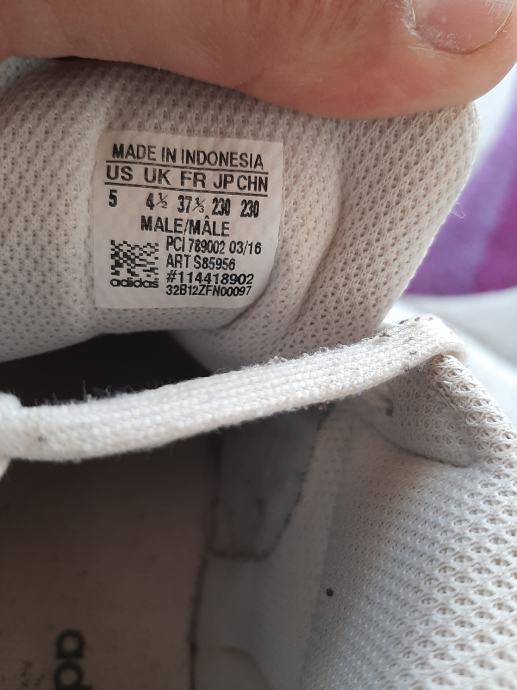 MADE IN INDONESIA
US UK FR JP CHN
5 4½ 37⅓ 230 230
MALE/MÂLE
PCI 789002 03/16
ART S85956
#114418902
adidas 32B12ZFN00097
adi